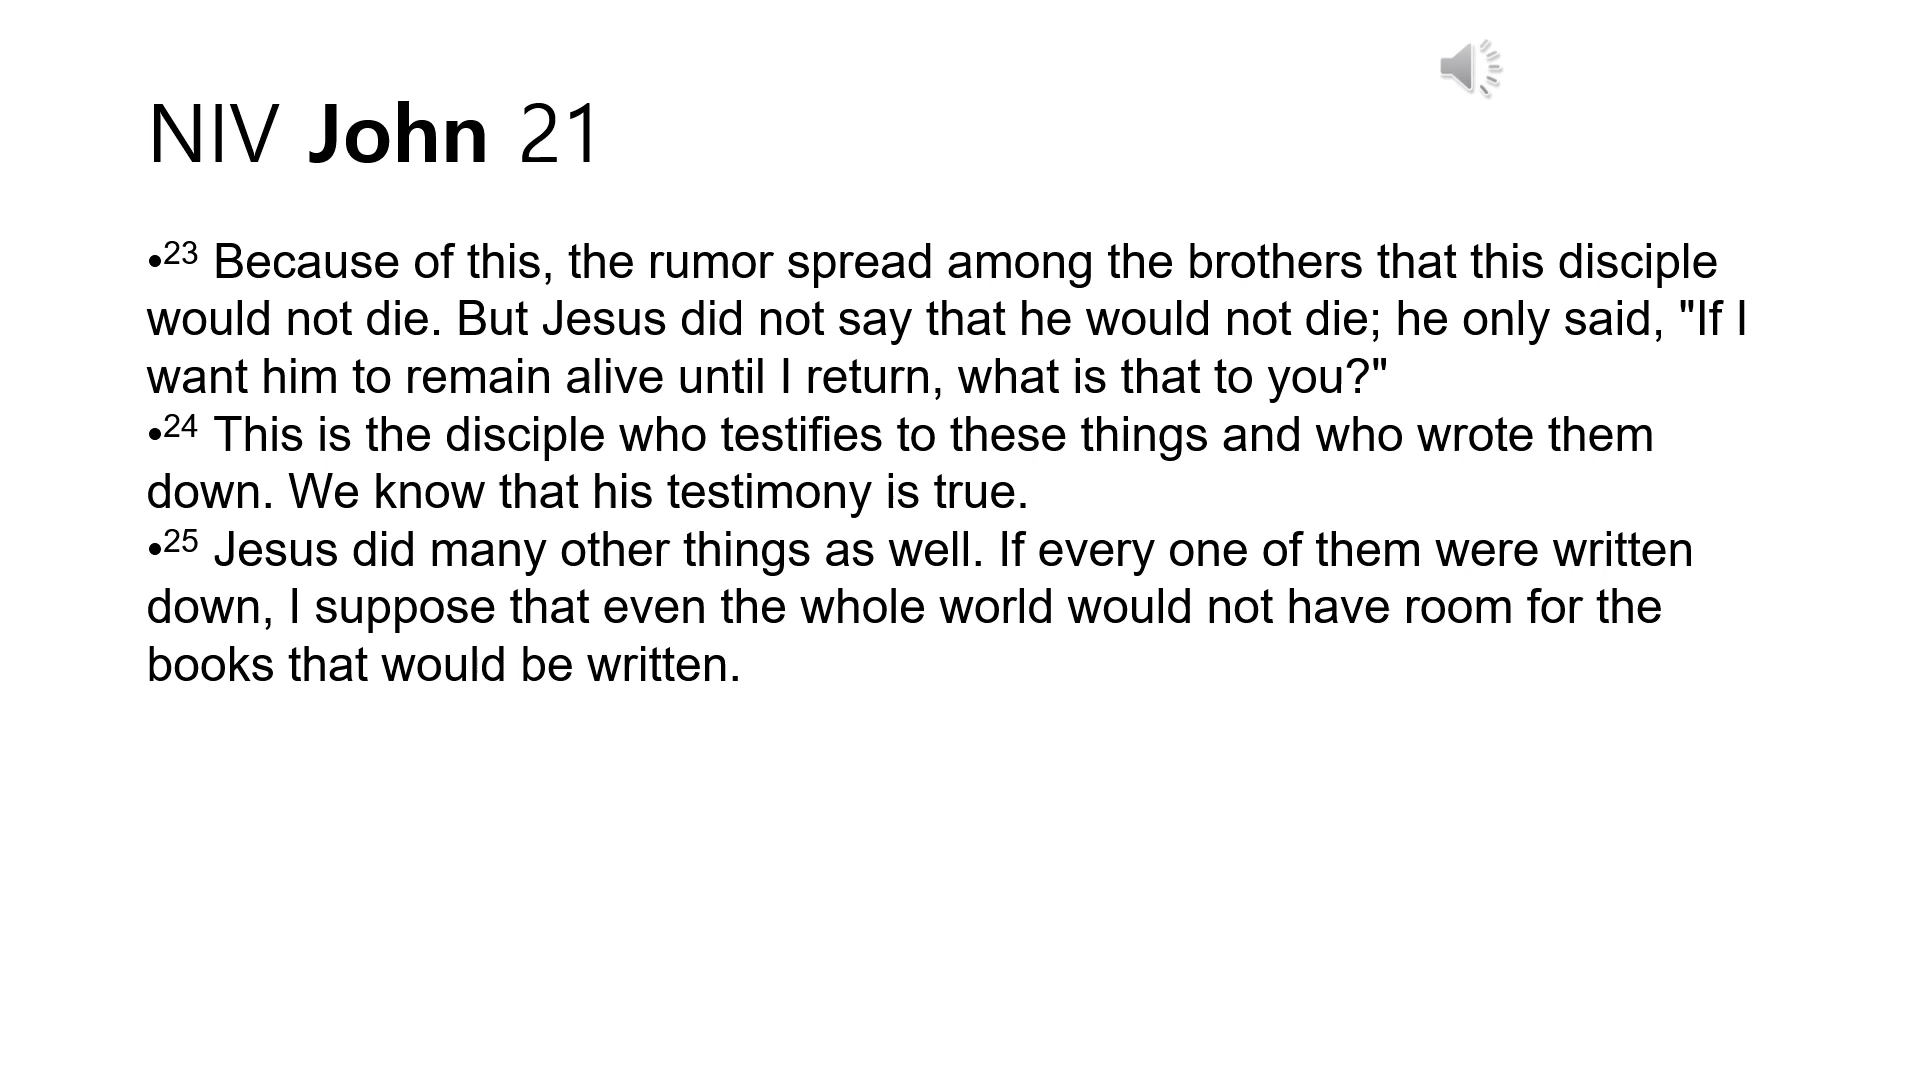 NIV John 21
•23 Because of this, the rumor spread among the brothers that this disciple
would not die. But Jesus did not say that he would not die; he only said, "If I
want him to remain alive until I return, what is that to you?"
•24 This is the disciple who testifies to these things and who wrote them
down. We know that his testimony is true.
•25 Jesus did many other things as well. If every one of them were written
down, I suppose that even the whole world would not have room for the
books that would be written.